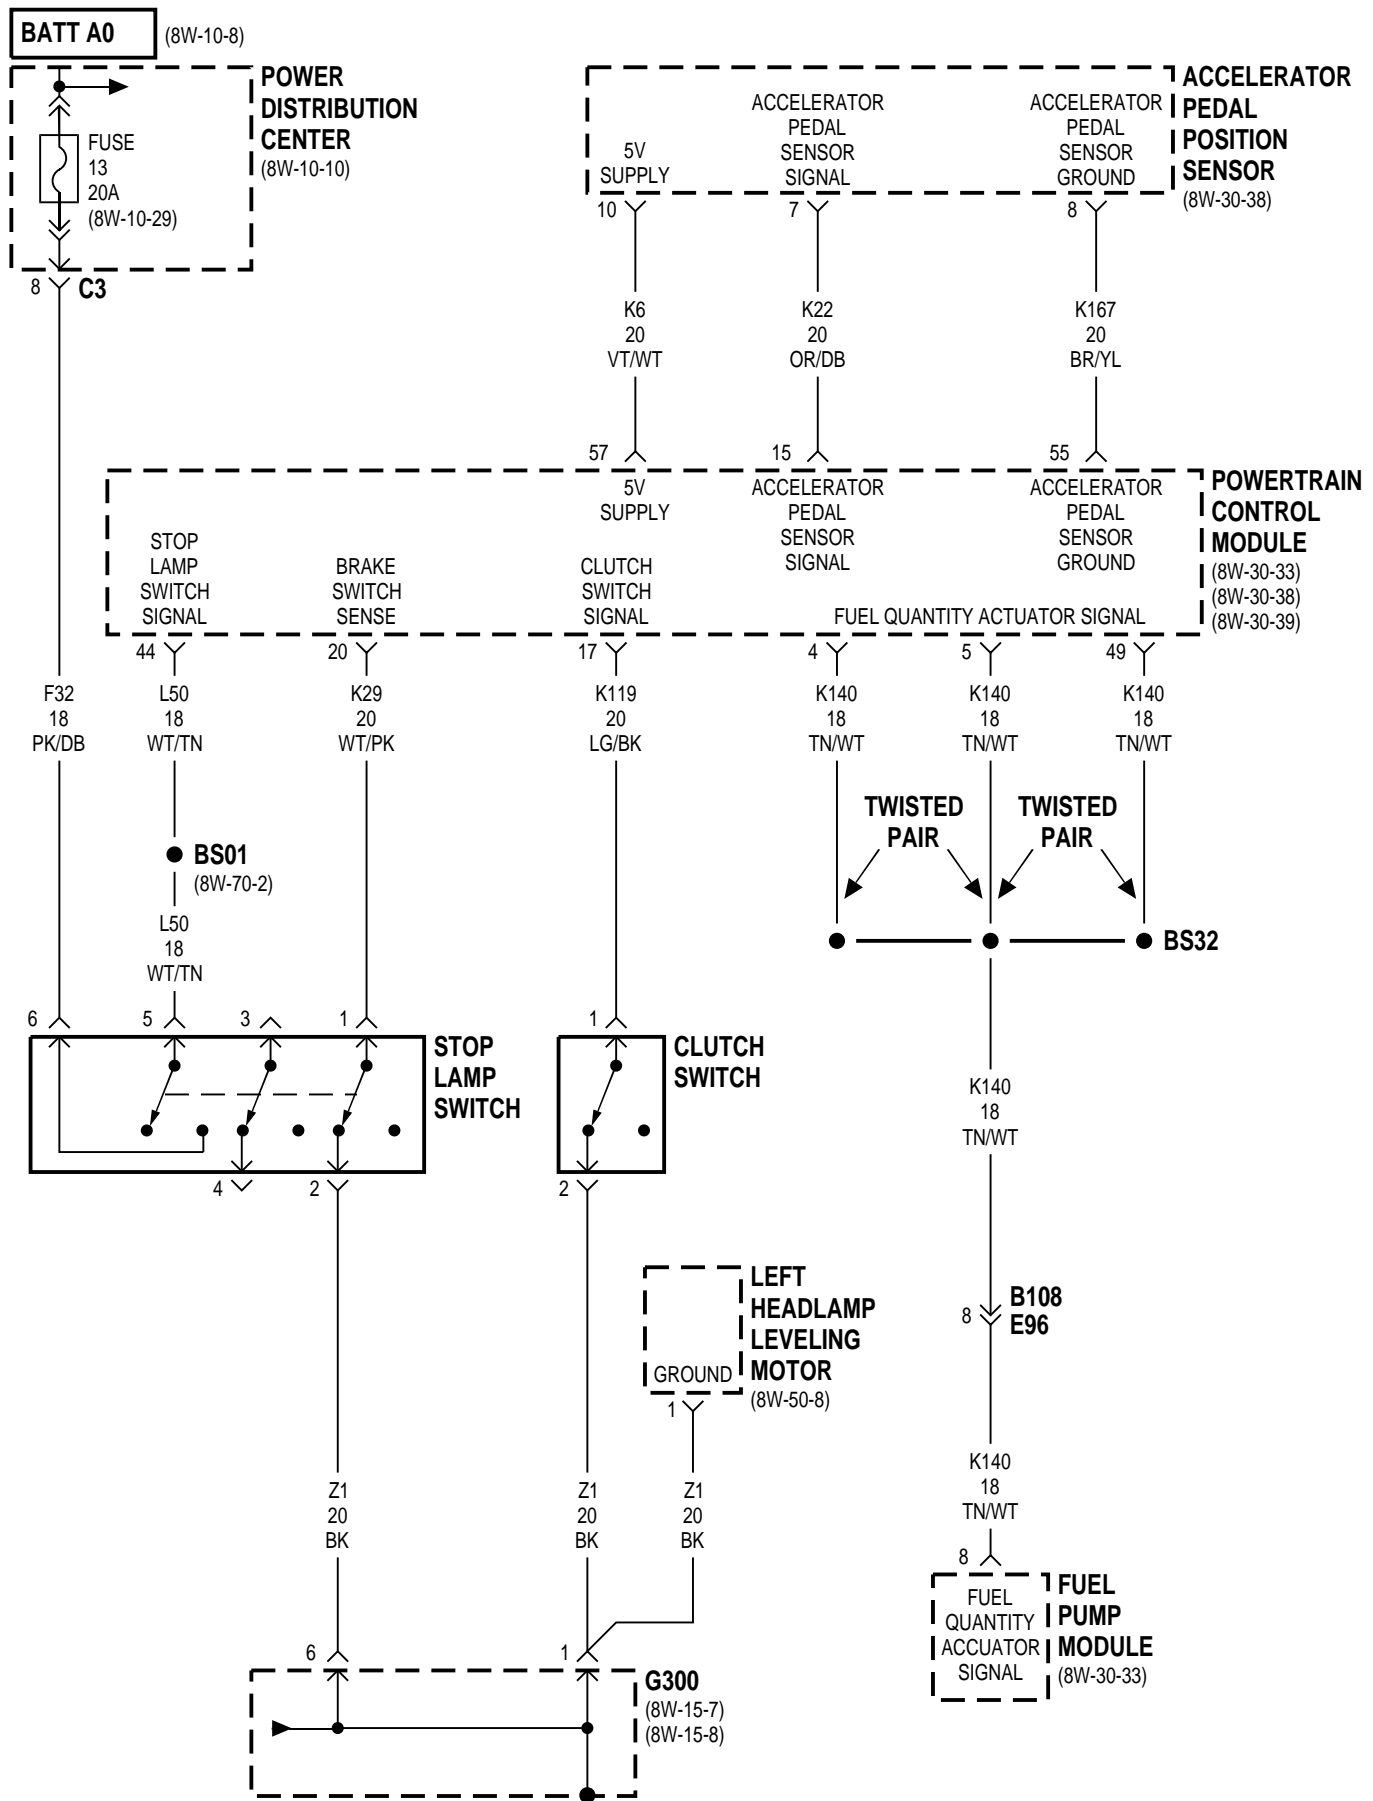 BATT A0
(8W-10-8)
POWER
DISTRIBUTION
CENTER
(8W-10-10)
FUSE
13
20A
(8W-10-29)
8
C3
ACCELERATOR
PEDAL
POSITION
SENSOR
(8W-30-38)
5V
SUPPLY
ACCELERATOR
PEDAL
SENSOR
SIGNAL
ACCELERATOR
PEDAL
SENSOR
GROUND
10
7
8
K6
20
VT/WT
K22
20
OR/DB
K167
20
BR/YL
57
15
55
POWERTRAIN
CONTROL
MODULE
(8W-30-33)
(8W-30-38)
(8W-30-39)
5V
SUPPLY
ACCELERATOR
PEDAL
SENSOR
SIGNAL
ACCELERATOR
PEDAL
SENSOR
GROUND
STOP
LAMP
SWITCH
SIGNAL
BRAKE
SWITCH
SENSE
CLUTCH
SWITCH
SIGNAL
FUEL QUANTITY ACTUATOR SIGNAL
44
20
17
4
5
49
F32
18
PK/DB
L50
18
WT/TN
K29
20
WT/PK
K119
20
LG/BK
K140
18
TN/WT
K140
18
TN/WT
K140
18
TN/WT
TWISTED
PAIR
TWISTED
PAIR
BS01
(8W-70-2)
L50
18
WT/TN
BS32
6
5
3
1
STOP
LAMP
SWITCH
4
2
1
CLUTCH
SWITCH
2
K140
18
TN/WT
LEFT
HEADLAMP
LEVELING
MOTOR
(8W-50-8)
GROUND
1
8
B108
E96
Z1
20
BK
Z1
20
BK
Z1
20
BK
K140
18
TN/WT
8
FUEL
QUANTITY
ACCUATOR
SIGNAL
FUEL
PUMP
MODULE
(8W-30-33)
6
1
G300
(8W-15-7)
(8W-15-8)